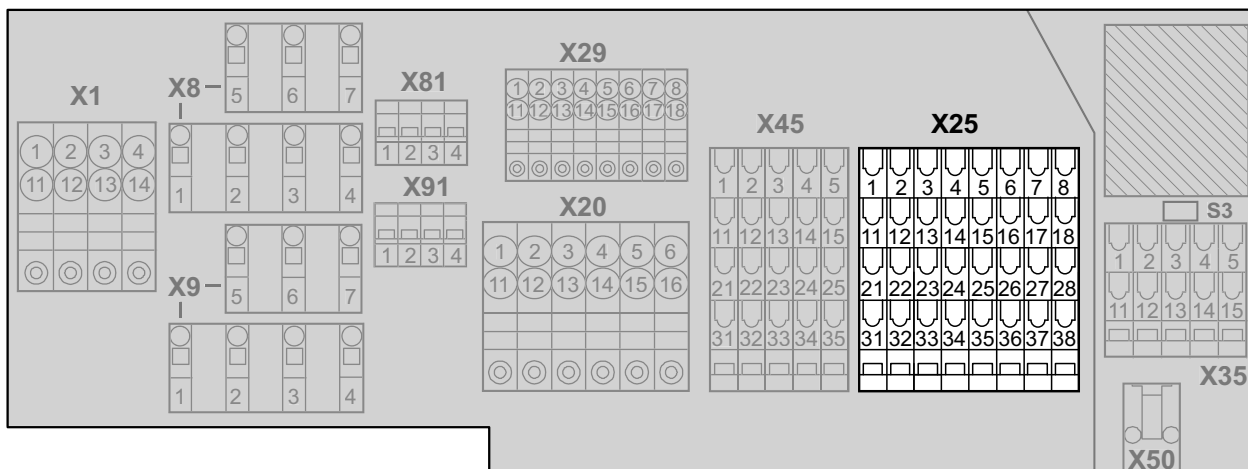 X1
1 2 3 4
11 12 13 14
X8
5 6 7
1 2 3 4
X9
5 6 7
1 2 3 4
X81
1 2 3 4
X91
1 2 3 4
X29
1 2 3 4 5 6 7 8
11 12 13 14 15 16 17 18
X20
1 2 3 4 5 6
11 12 13 14 15 16
X45
1 2 3 4 5
11 12 13 14 15
21 22 23 24 25
31 32 33 34 35
X25
1 2 3 4 5 6 7 8
11 12 13 14 15 16 17 18
21 22 23 24 25 26 27 28
31 32 33 34 35 36 37 38
S3
1 2 3 4 5
11 12 13 14 15
X35
X50